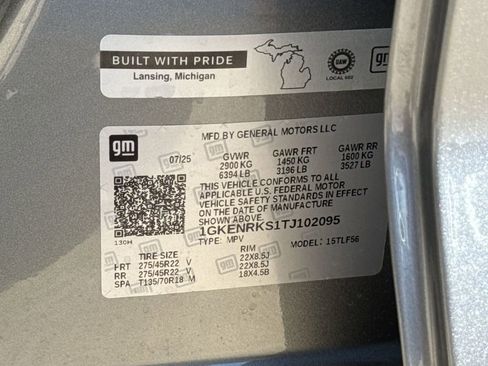 BUILT WITH PRIDE
Lansing, Michigan
UAW
LOCAL 602
gm
gm
MFD BY GENERAL MOTORS LLC
07/25 GVWR GAWR FRT GAWR RR
2900 KG 1450 KG 1600 KG
6394 LB 3196 LB 3527 LB
THIS VEHICLE CONFORMS TO ALL
APPLICABLE U.S. FEDERAL MOTOR
VEHICLE SAFETY STANDARDS IN EFFECT
ON THE DATE OF MANUFACTURE
SHOWN ABOVE.
1GKENRKS1TJ102095
TYPE: MPV MODEL: 15TLF56
130H
TIRE SIZE RIM
FRT 275/45R22 V 22X8.5J
RR 275/45R22 V 22X8.5J
SPA T135/70R18 M 18X4.5B